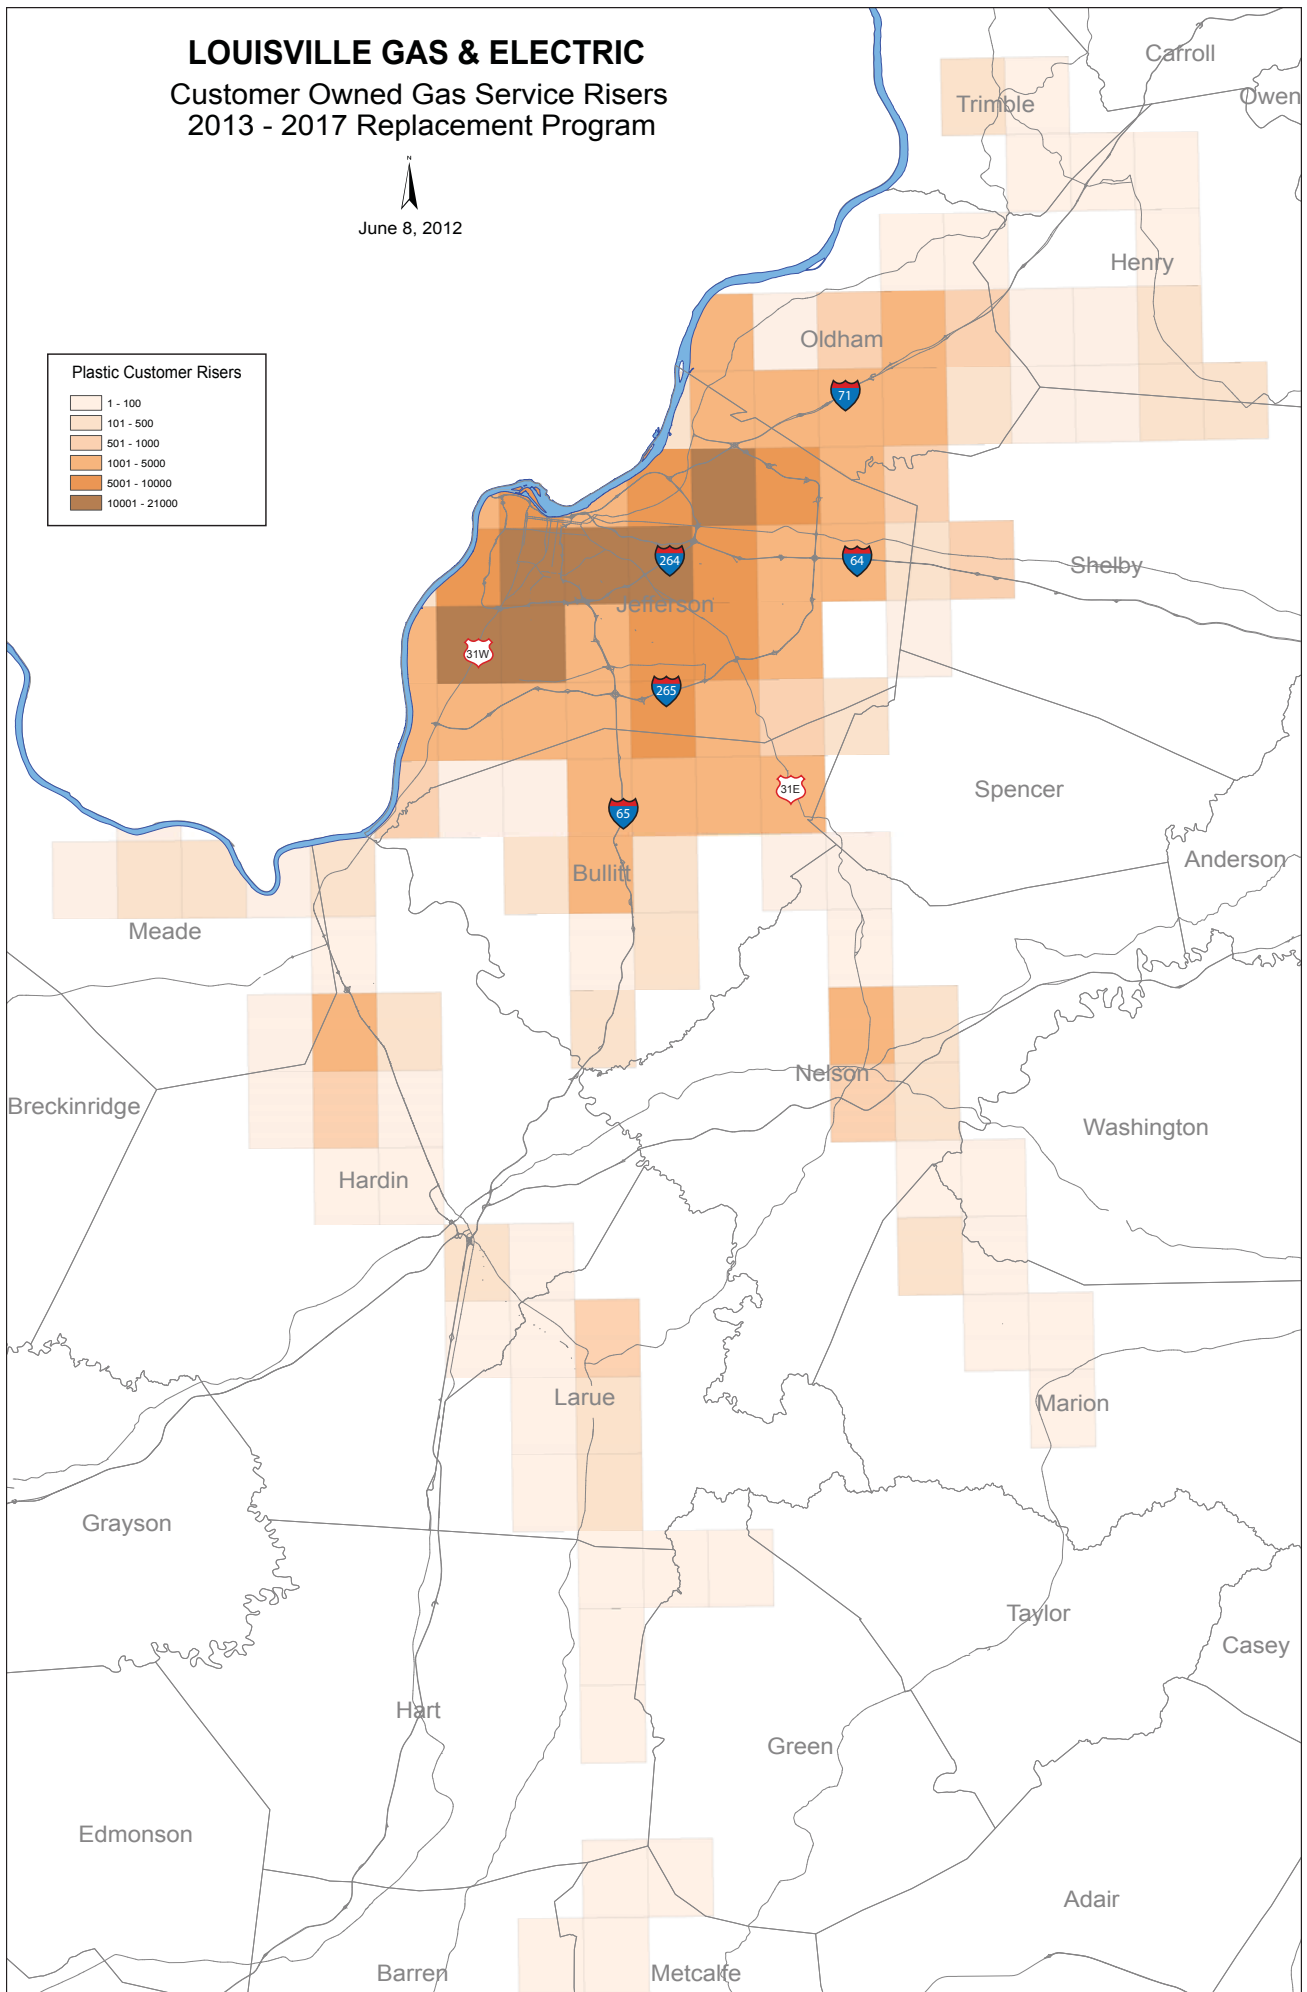 LOUISVILLE GAS & ELECTRIC
Customer Owned Gas Service Risers
2013 - 2017 Replacement Program
N
June 8, 2012
Plastic Customer Risers
1 - 100
101 - 500
501 - 1000
1001 - 5000
5001 - 10000
10001 - 21000
Carroll
Owen
Trimble
Henry
Oldham
71
264
64
Shelby
Jefferson
31W
265
31E
Spencer
65
Anderson
Bullitt
Meade
Nelson
Breckinridge
Washington
Hardin
Larue
Marion
Grayson
Taylor
Casey
Hart
Green
Edmonson
Adair
Barren
Metcalfe